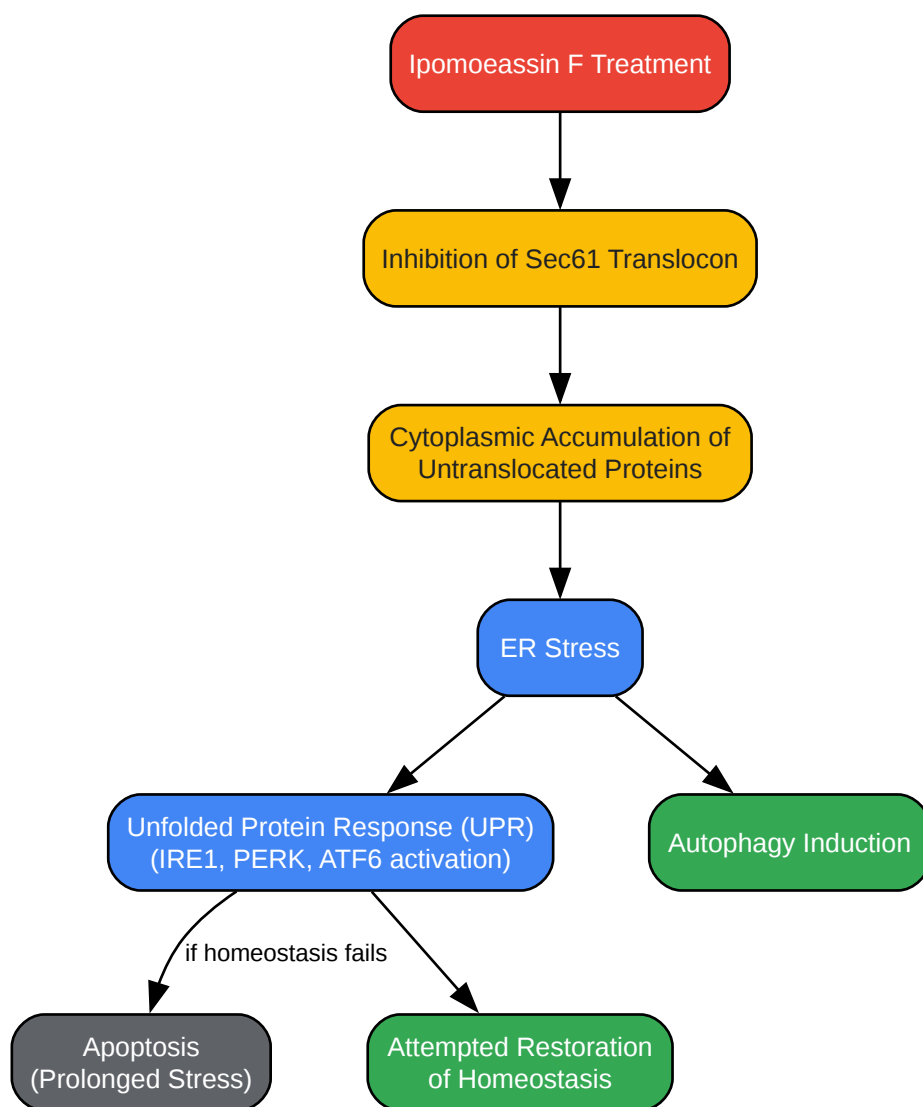 Ipomoeassin F Treatment
Inhibition of Sec61 Translocon
Cytoplasmic Accumulation of
Untranslocated Proteins
ER Stress
Unfolded Protein Response (UPR)
(IRE1, PERK, ATF6 activation)
Autophagy Induction
if homeostasis fails
Apoptosis
(Prolonged Stress)
Attempted Restoration
of Homeostasis